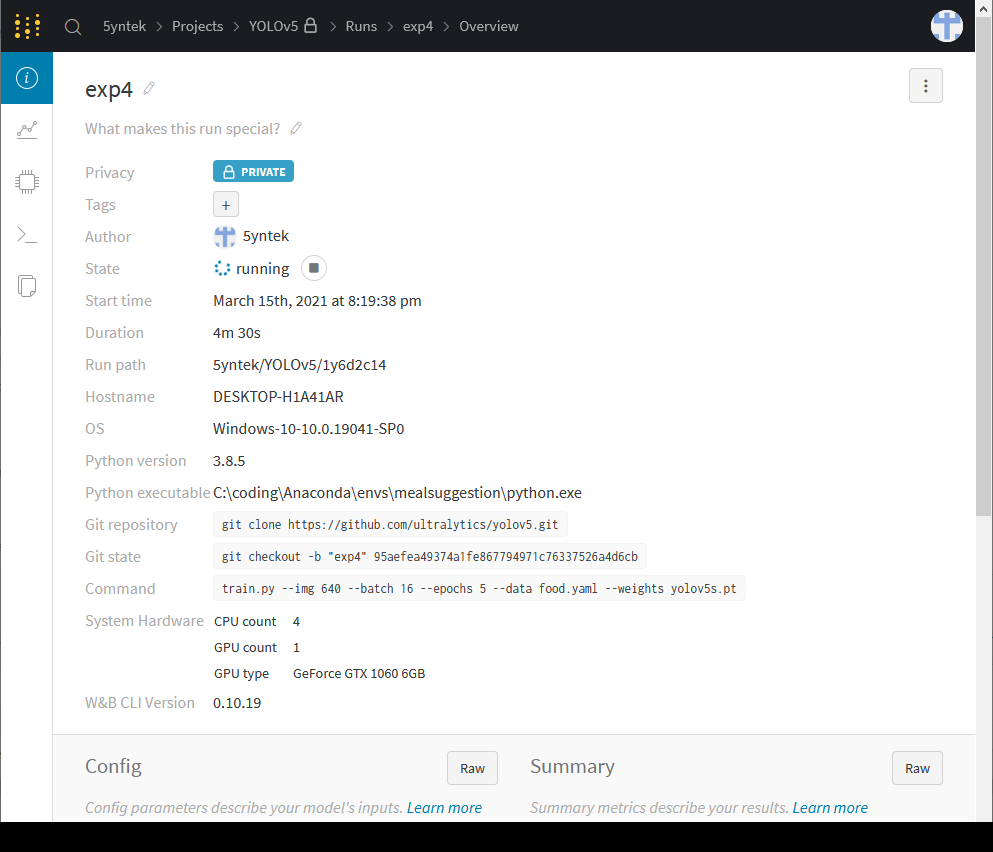 5yntek > Projects > YOLOv5 > Runs > exp4 > Overview
exp4
What makes this run special?
Privacy PRIVATE
Tags +
Author 5yntek
State running
Start time March 15th, 2021 at 8:19:38 pm
Duration 4m 30s
Run path 5yntek/YOLOv5/1y6d2c14
Hostname DESKTOP-H1A41AR
OS Windows-10-10.0.19041-SP0
Python version 3.8.5
Python executable C:\coding\Anaconda\envs\mealsuggestion\python.exe
Git repository git clone https://github.com/ultralytics/yolov5.git
Git state git checkout -b "exp4" 95aefea49374a1fe867794971c76337526a4d6cb
Command train.py --img 640 --batch 16 --epochs 5 --data food.yaml --weights yolov5s.pt
System Hardware CPU count 4
GPU count 1
GPU type GeForce GTX 1060 6GB
W&B CLI Version 0.10.19
Config Raw Summary Raw
Config parameters describe your model's inputs. Learn more Summary metrics describe your results. Learn more